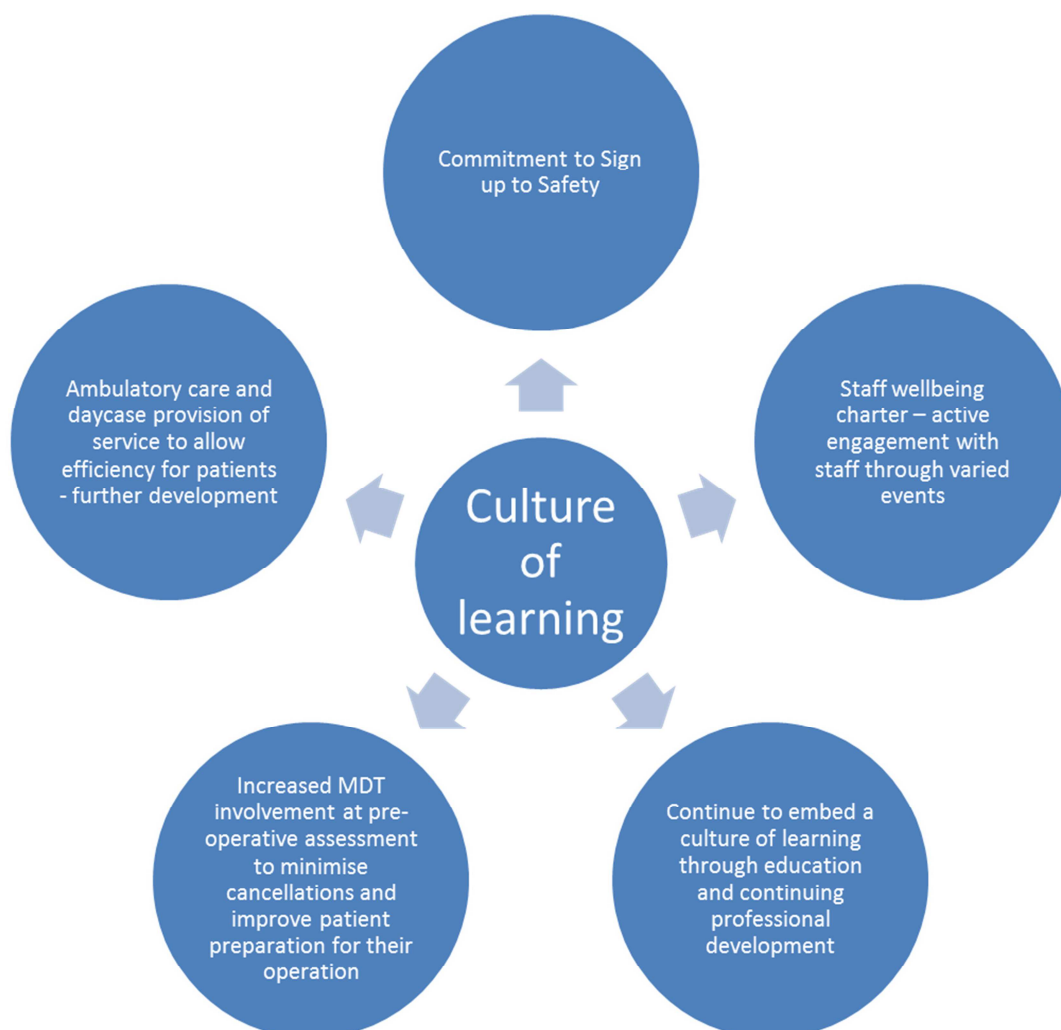 Commitment to Sign
up to Safety
Ambulatory care and
daycase provision of
service to allow
efficiency for patients
- further development
Staff wellbeing
charter – active
engagement with
staff through varied
events
Culture
of
learning
Increased MDT
involvement at pre-
operative assessment
to minimise
cancellations and
improve patient
preparation for their
operation
Continue to embed a
culture of learning
through education
and continuing
professional
development